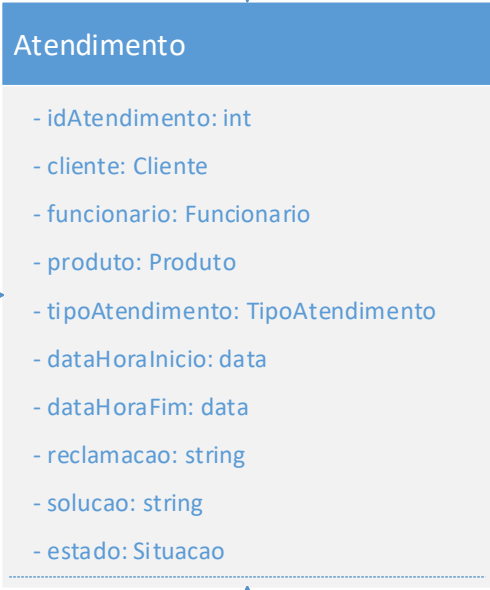 Atendimento
- idAtendimento: int
- cliente: Cliente
- funcionario: Funcionario
- produto: Produto
- tipoAtendimento: TipoAtendimento
- dataHoraInicio: data
- dataHoraFim: data
- reclamacao: string
- solucao: string
- estado: Situacao